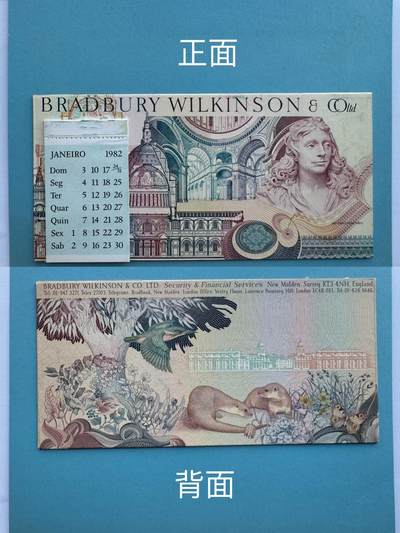 正面
BRADBURY WILKINSON & COltd
JANEIRO 1982
Dom 3 10 17 24/31
Seg 4 11 18 25
Ter 5 12 19 26
Quar 6 13 20 27
Quin 7 14 21 28
Sex 1 8 15 22 29
Sab 2 9 16 23 30
BRADBURY WILKINSON & CO. LTD. Security & Financial Services New Malden, Surrey KT3 4NH, England.
背面